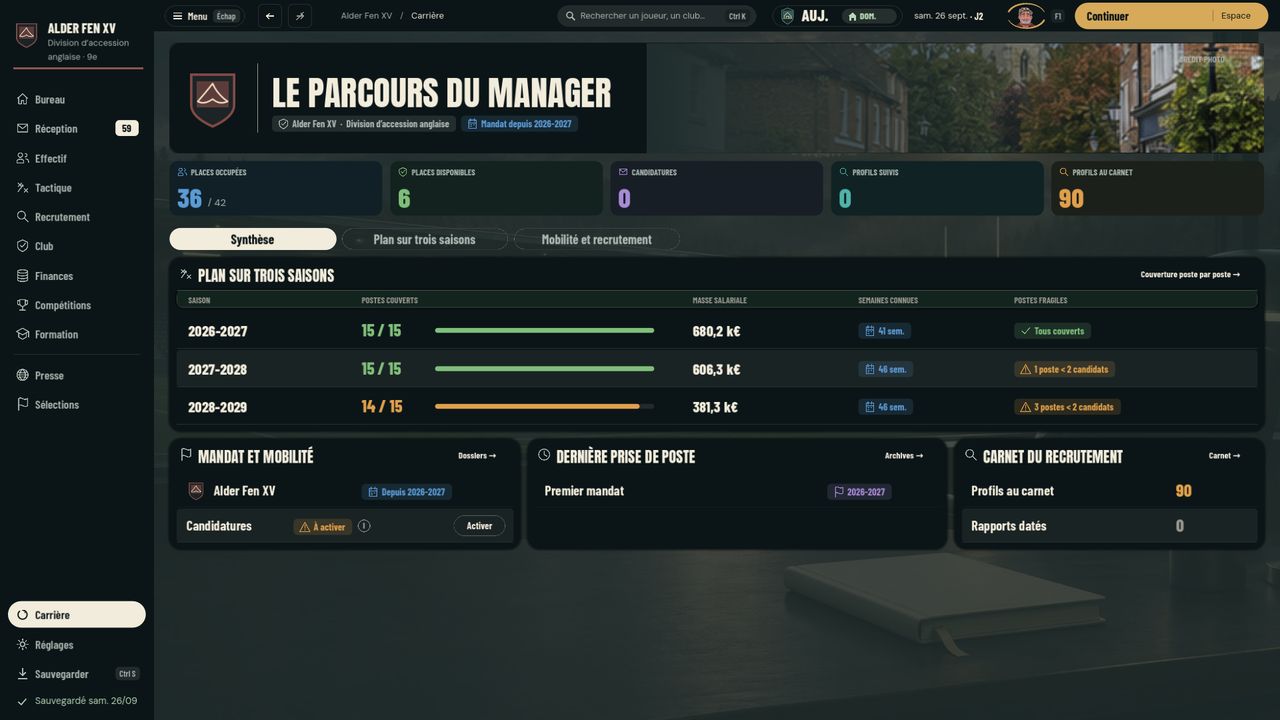 ALDER FEN XV
Division d'accession
anglaise · 9e
Menu Échap
Alder Fen XV / Carrière
Rechercher un joueur, un club... Ctrl K
AUJ. DOM.
sam. 26 sept. · J2
F1
Continuer Espace
Bureau
Réception 59
Effectif
Tactique
Recrutement
Club
Finances
Compétitions
Formation
Presse
Sélections
Carrière
Réglages
Sauvegarder Ctrl S
Sauvegardé sam. 26/09
CRÉDIT PHOTO
LE PARCOURS DU MANAGER
Alder Fen XV · Division d'accession anglaise Mandat depuis 2026-2027
PLACES OCCUPÉES
36 / 42
PLACES DISPONIBLES
6
CANDIDATURES
0
PROFILS SUIVIS
0
PROFILS AU CARNET
90
Synthèse Plan sur trois saisons Mobilité et recrutement
PLAN SUR TROIS SAISONS Couverture poste par poste →
SAISON POSTES COUVERTS MASSE SALARIALE SEMAINES CONNUES POSTES FRAGILES
2026-2027 15 / 15 680,2 k€ 41 sem. Tous couverts
2027-2028 15 / 15 606,3 k€ 46 sem. 1 poste < 2 candidats
2028-2029 14 / 15 381,3 k€ 46 sem. 3 postes < 2 candidats
MANDAT ET MOBILITÉ Dossiers →
Alder Fen XV Depuis 2026-2027
Candidatures À activer Activer
DERNIÈRE PRISE DE POSTE Archives →
Premier mandat 2026-2027
CARNET DU RECRUTEMENT Carnet →
Profils au carnet 90
Rapports datés 0